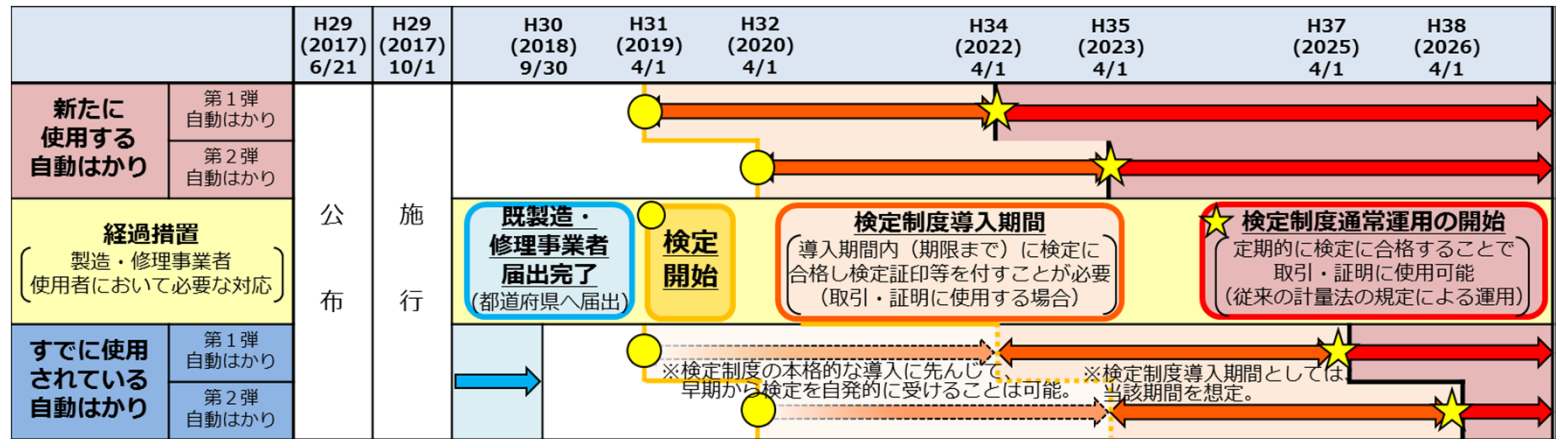 H29
(2017)
6/21
H29
(2017)
10/1
H30
(2018)
9/30
H31
(2019)
4/1
H32
(2020)
4/1
H34
(2022)
4/1
H35
(2023)
4/1
H37
(2025)
4/1
H38
(2026)
4/1
新たに
使用する
自動はかり
第１弾
自動はかり
第２弾
自動はかり
公布
施行
経過措置
製造・修理事業者
使用者において必要な対応
既製造・
修理事業者
届出完了
(都道府県へ届出)
検定
開始
検定制度導入期間
導入期間内（期限まで）に検定に
合格し検定証印等を付すことが必要
（取引・証明に使用する場合）
検定制度通常運用の開始
定期的に検定に合格することで
取引・証明に使用可能
（従来の計量法の規定による運用）
すでに使用
されている
自動はかり
第１弾
自動はかり
第２弾
自動はかり
※検定制度の本格的な導入に先んじて、
早期から検定を自発的に受けることは可能。
※検定制度導入期間としては、
当該期間を想定。